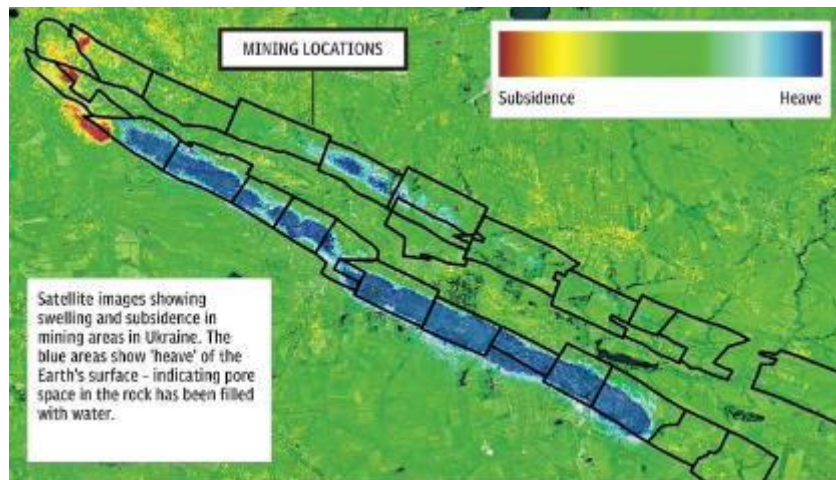 MINING LOCATIONS
Subsidence Heave
Satellite images showing
swelling and subsidence in
mining areas in Ukraine. The
blue areas show 'heave' of the
Earth's surface – indicating pore
space in the rock has been filled
with water.